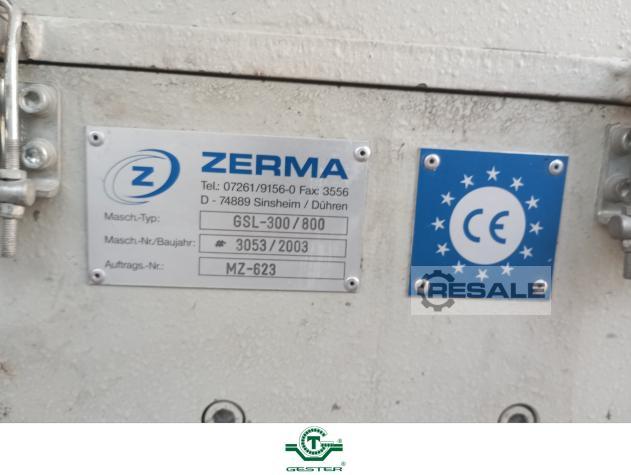 Z ZERMA
Tel.: 07261/9156-0 Fax: 3556
D - 74889 Sinsheim / Dühren
Masch.-Typ: GSL-300/800
Masch.-Nr./Baujahr: # 3053/2003
Auftrags.-Nr.: MZ-623
CE
RESALE
T
GESTER®